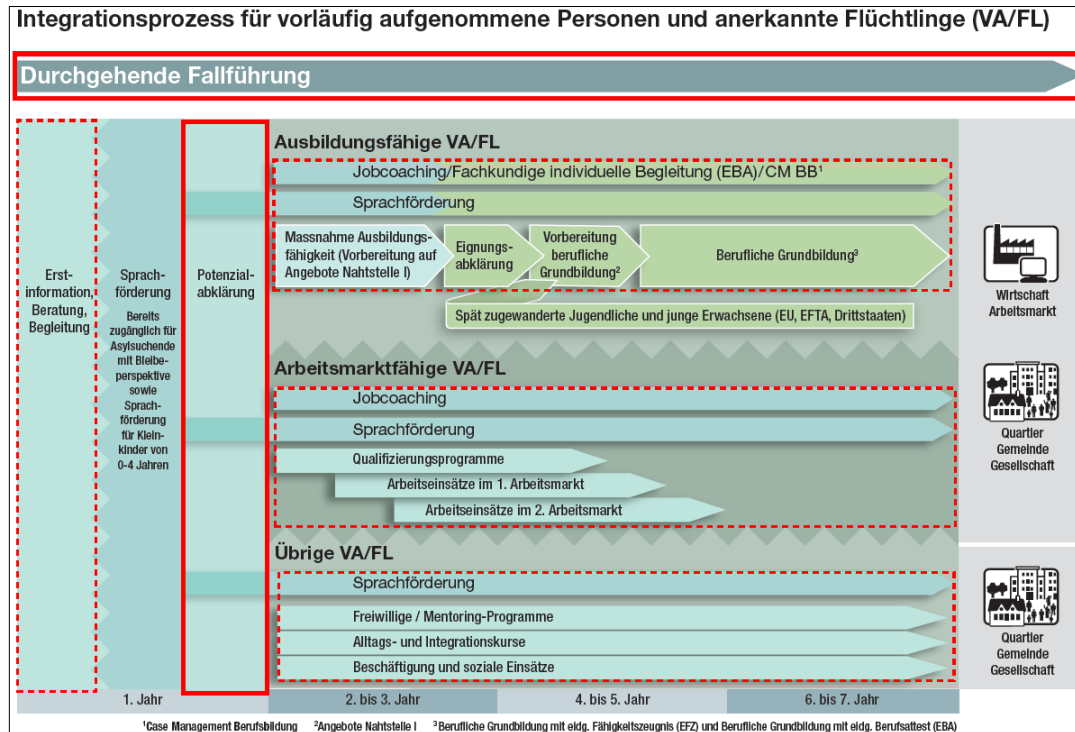 Integrationsprozess für vorläufig aufgenommene Personen und anerkannte Flüchtlinge (VA/FL)
Durchgehende Fallführung
Erst-
information,
Beratung,
Begleitung
Sprach-
förderung
Bereits
zugänglich für
Asylsuchende
mit Bleibe-
perspektive
sowie
Sprach-
förderung
für Klein-
kinder von
0-4 Jahren
Potenzial-
abklärung
Ausbildungsfähige VA/FL
Jobcoaching/Fachkundige individuelle Begleitung (EBA)/CM BB¹
Sprachförderung
Massnahme Ausbildungs-
fähigkeit (Vorbereitung auf
Angebote Nahtstelle I)
Eignungs-
abklärung
Vorbereitung
berufliche
Grundbildung²
Berufliche Grundbildung³
Spät zugewanderte Jugendliche und junge Erwachsene (EU, EFTA, Drittstaaten)
Arbeitsmarktfähige VA/FL
Jobcoaching
Sprachförderung
Qualifizierungsprogramme
Arbeitseinsätze im 1. Arbeitsmarkt
Arbeitseinsätze im 2. Arbeitsmarkt
Übrige VA/FL
Sprachförderung
Freiwillige / Mentoring-Programme
Alltags- und Integrationskurse
Beschäftigung und soziale Einsätze
Wirtschaft
Arbeitsmarkt
Quartier
Gemeinde
Gesellschaft
Quartier
Gemeinde
Gesellschaft
1. Jahr
2. bis 3. Jahr
4. bis 5. Jahr
6. bis 7. Jahr
¹Case Management Berufsbildung ²Angebote Nahtstelle I ³Berufliche Grundbildung mit eidg. Fähigkeitszeugnis (EFZ) und Berufliche Grundbildung mit eidg. Berufsattest (EBA)